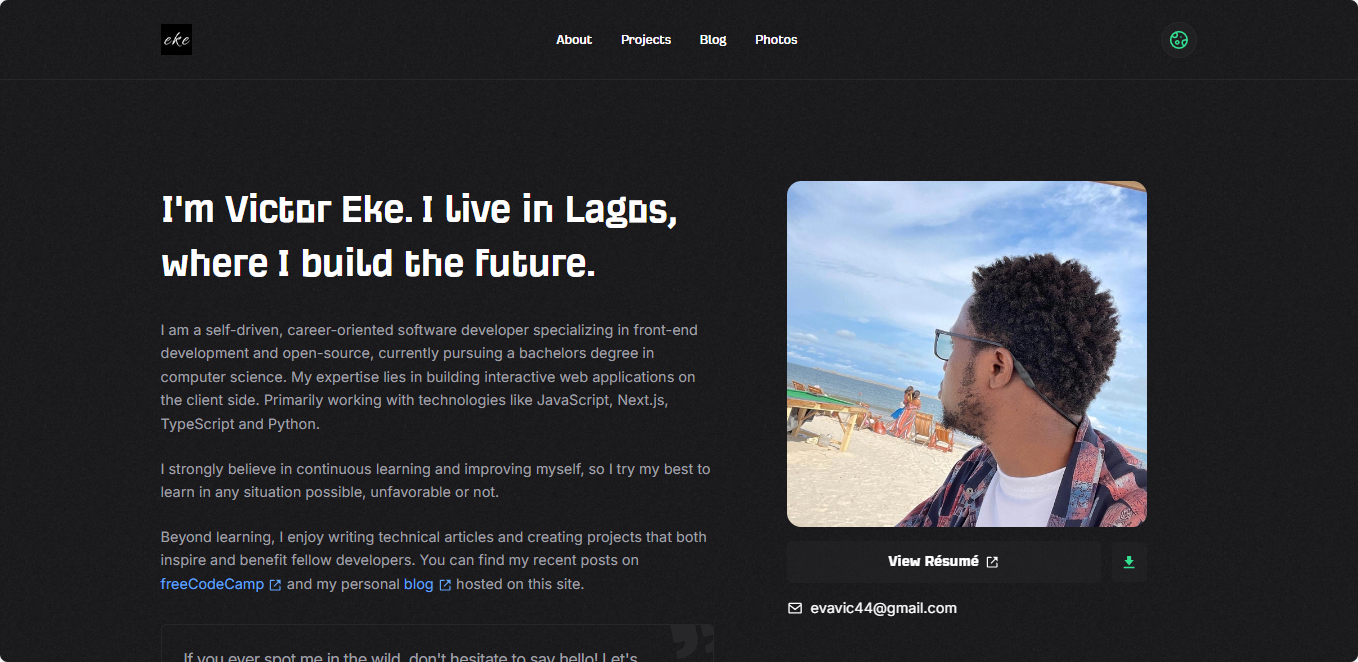 eke
About
Projects
Blog
Photos
I'm Victor Eke. I live in Lagos,
where I build the future.
I am a self-driven, career-oriented software developer specializing in front-end
development and open-source, currently pursuing a bachelors degree in
computer science. My expertise lies in building interactive web applications on
the client side. Primarily working with technologies like JavaScript, Next.js,
TypeScript and Python.
I strongly believe in continuous learning and improving myself, so I try my best to
learn in any situation possible, unfavorable or not.
Beyond learning, I enjoy writing technical articles and creating projects that both
inspire and benefit fellow developers. You can find my recent posts on
freeCodeCamp and my personal blog hosted on this site.
If you ever spot me in the wild, don't hesitate to say hello! Let's
View Résumé
evavic44@gmail.com